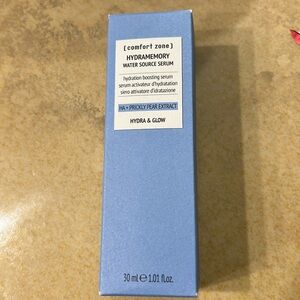 [ comfort zone ]
HYDRAMEMORY
WATER SOURCE SERUM
hydration boosting serum
serum activateur d'hydratation
siero attivatore d'idratazione
HA + PRICKLY PEAR EXTRACT
HYDRA & GLOW
30 ml ℮ 1.01 fl.oz.